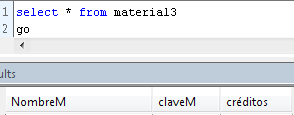 1 select * from material3
2 go
ults
NombreM claveM créditos